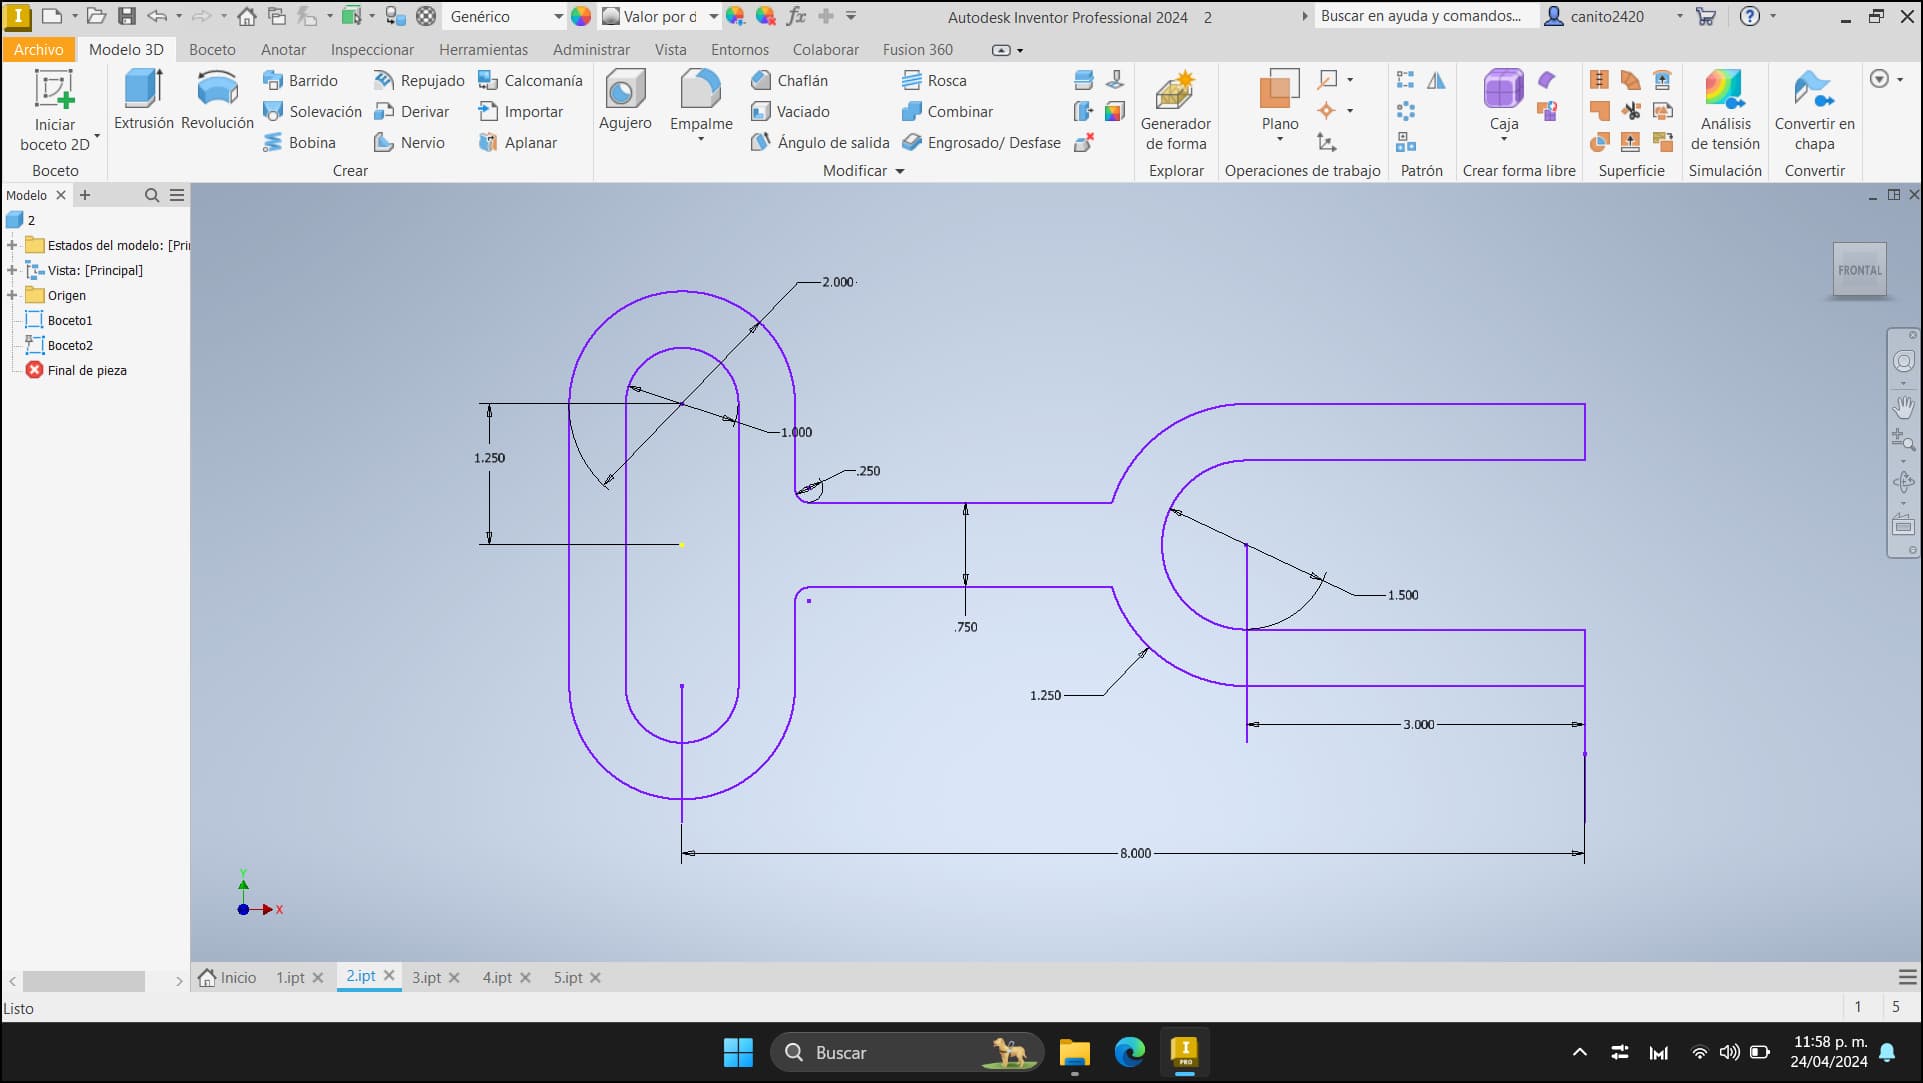 Genérico
Valor por d
fx
Autodesk Inventor Professional 2024 2
Buscar en ayuda y comandos...
canito2420
Archivo Modelo 3D Boceto Anotar Inspeccionar Herramientas Administrar Vista Entornos Colaborar Fusion 360
Iniciar
boceto 2D
Boceto
Extrusión Revolución
Barrido Repujado Calcomanía
Solevación Derivar Importar
Bobina Nervio Aplanar
Crear
Agujero Empalme
Chaflán Rosca
Vaciado Combinar
Ángulo de salida Engrosado/ Desfase
Modificar
Generador
de forma
Explorar
Plano
Operaciones de trabajo
Patrón
Caja
Crear forma libre
Superficie
Análisis
de tensión
Simulación
Convertir en
chapa
Convertir
Modelo
2
Estados del modelo: [Pri
Vista: [Principal]
Origen
Boceto1
Boceto2
Final de pieza
FRONTAL
2.000
1.000
1.250
.250
.750
1.500
1.250
3.000
8.000
Y
X
Inicio 1.ipt 2.ipt 3.ipt 4.ipt 5.ipt
Listo
1 5
Buscar
I
PRO
11:58 p. m.
24/04/2024